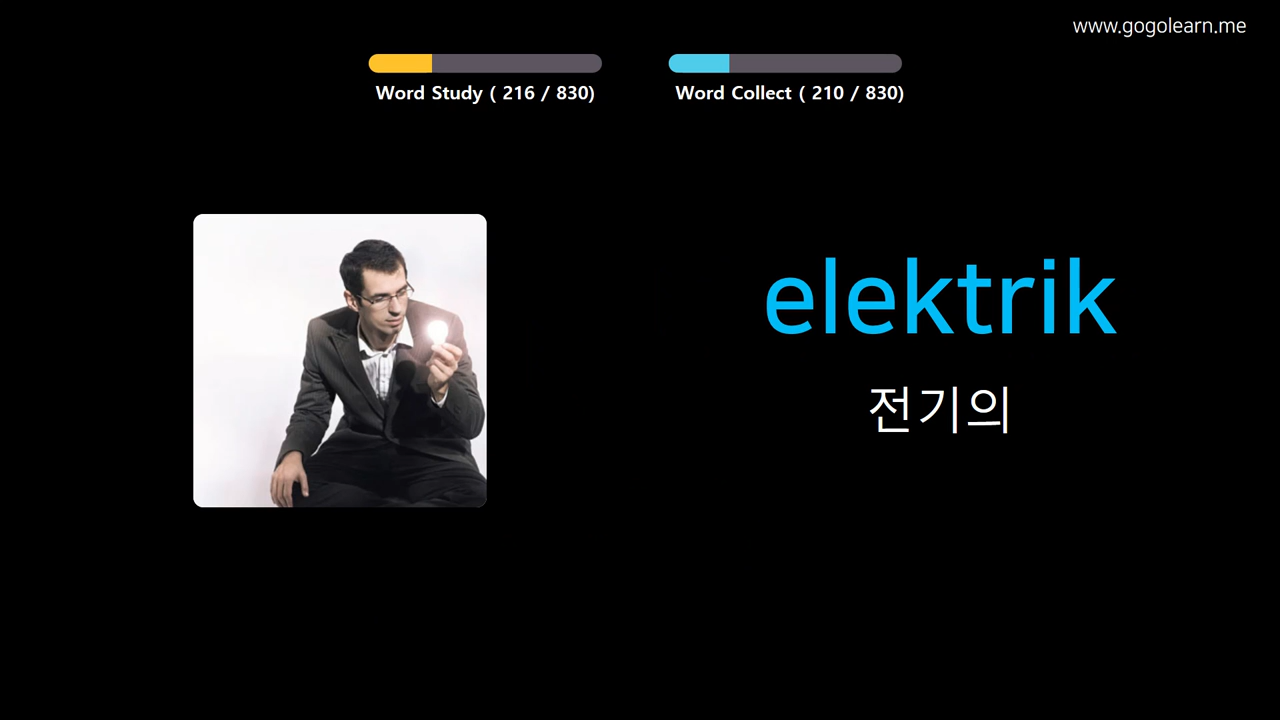 www.gogolearn.me
Word Study ( 216 / 830)
Word Collect ( 210 / 830)
elektrik
전기의